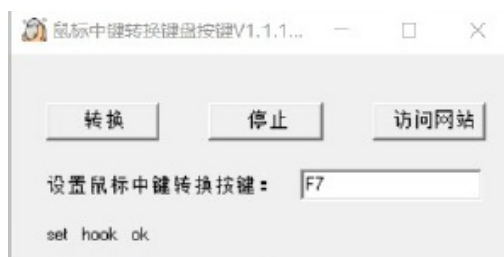 鼠标中键转换键盘按键V1.1.1...
转换 停止 访问网站
设置鼠标中键转换按键： F7
set hook ok